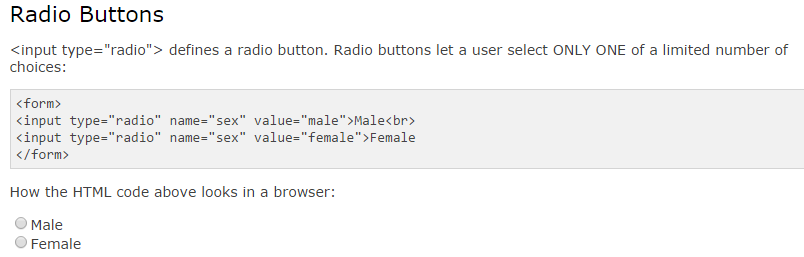 Radio Buttons
<input type="radio"> defines a radio button. Radio buttons let a user select ONLY ONE of a limited number of
choices:
<form>
<input type="radio" name="sex" value="male">Male<br>
<input type="radio" name="sex" value="female">Female
</form>
How the HTML code above looks in a browser:
Male
Female